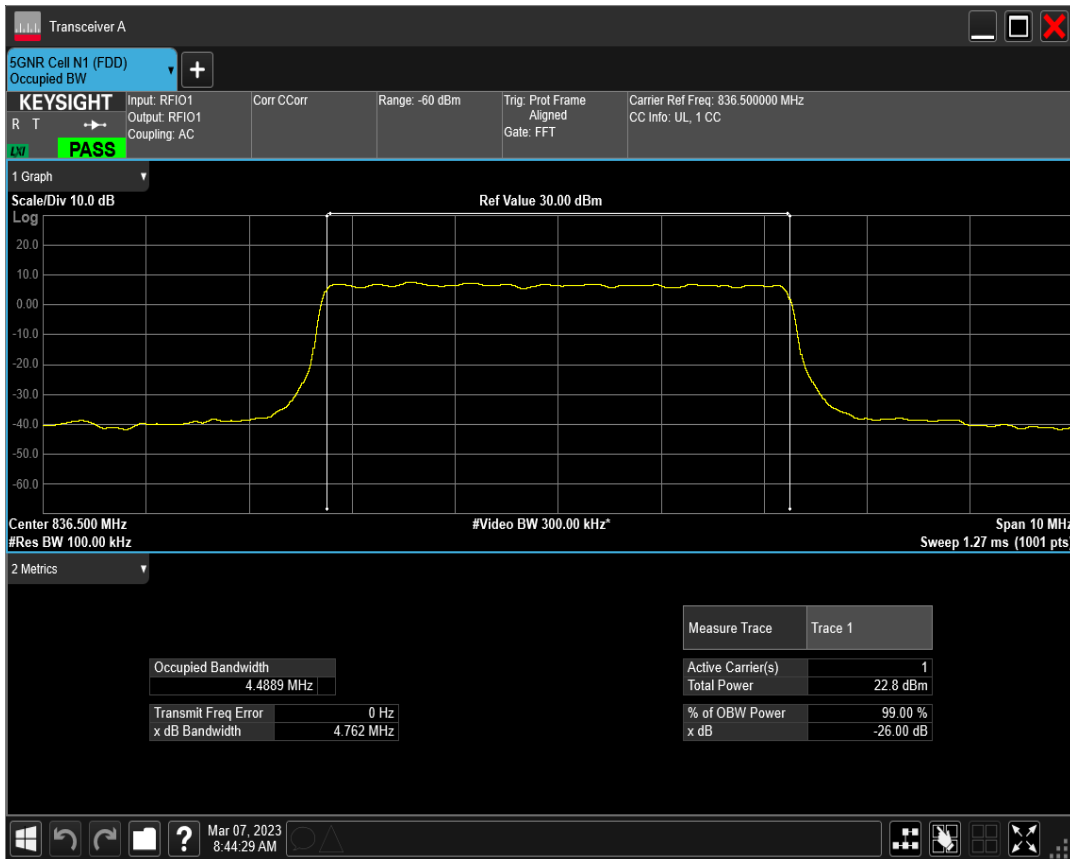 Transceiver A
5GNR Cell N1 (FDD)
Occupied BW
+
KEYSIGHT
R T
LXI
PASS
Input: RFIO1
Output: RFIO1
Coupling: AC
Corr CCorr
Range: -60 dBm
Trig: Prot Frame
Aligned
Gate: FFT
Carrier Ref Freq: 836.500000 MHz
CC Info: UL, 1 CC
1 Graph
Scale/Div 10.0 dB
Ref Value 30.00 dBm
Log
20.0
10.0
0.00
-10.0
-20.0
-30.0
-40.0
-50.0
-60.0
Center 836.500 MHz
#Video BW 300.00 kHz*
Span 10 MHz
#Res BW 100.00 kHz
Sweep 1.27 ms (1001 pts)
2 Metrics
Measure Trace Trace 1
Occupied Bandwidth
4.4889 MHz
Active Carrier(s) 1
Total Power 22.8 dBm
Transmit Freq Error 0 Hz
x dB Bandwidth 4.762 MHz
% of OBW Power 99.00 %
x dB -26.00 dB
?
Mar 07, 2023
8:44:29 AM